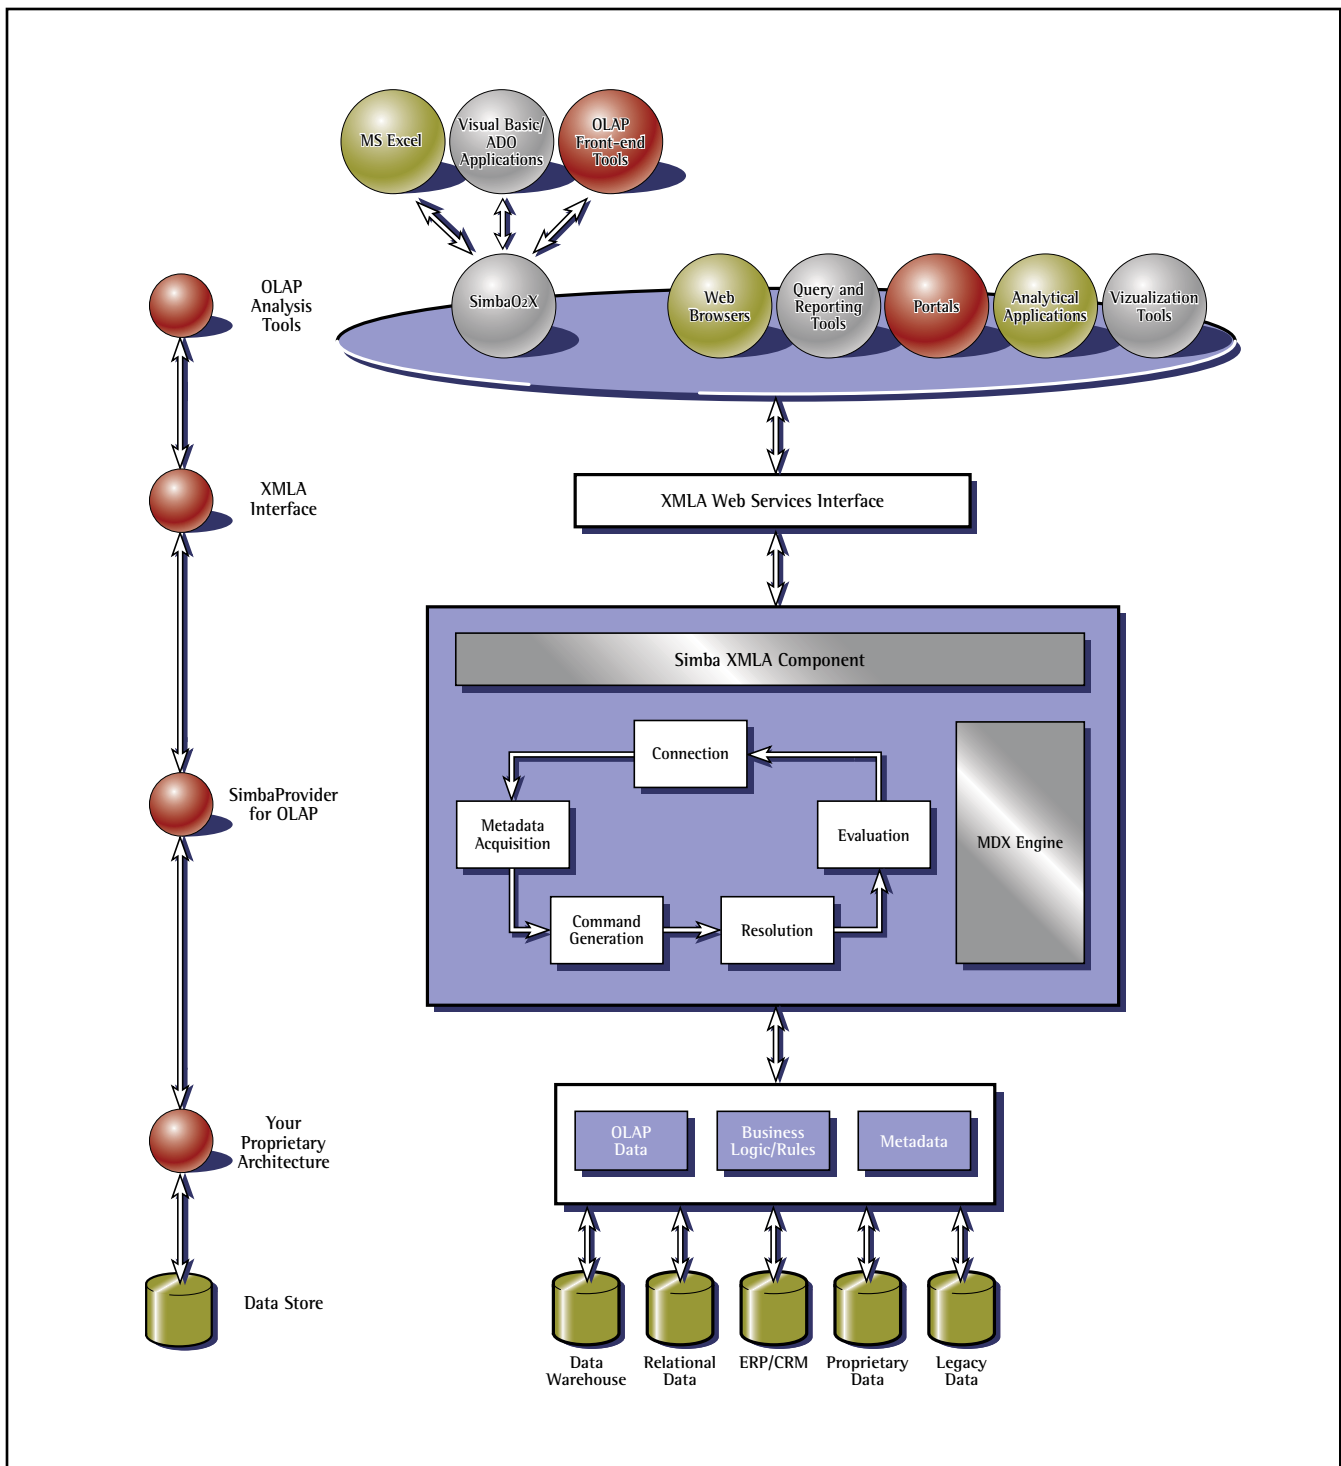 MS Excel
Visual Basic/
ADO
Applications
OLAP
Front-end
Tools
OLAP
Analysis
Tools
SimbaO2X
Web
Browsers
Query and
Reporting
Tools
Portals
Analytical
Applications
Vizualization
Tools
XMLA
Interface
XMLA Web Services Interface
Simba XMLA Component
SimbaProvider
for OLAP
Connection
Metadata
Acquisition
Evaluation
MDX Engine
Command
Generation
Resolution
Your
Proprietary
Architecture
OLAP
Data
Business
Logic/Rules
Metadata
Data Store
Data
Warehouse
Relational
Data
ERP/CRM
Proprietary
Data
Legacy
Data